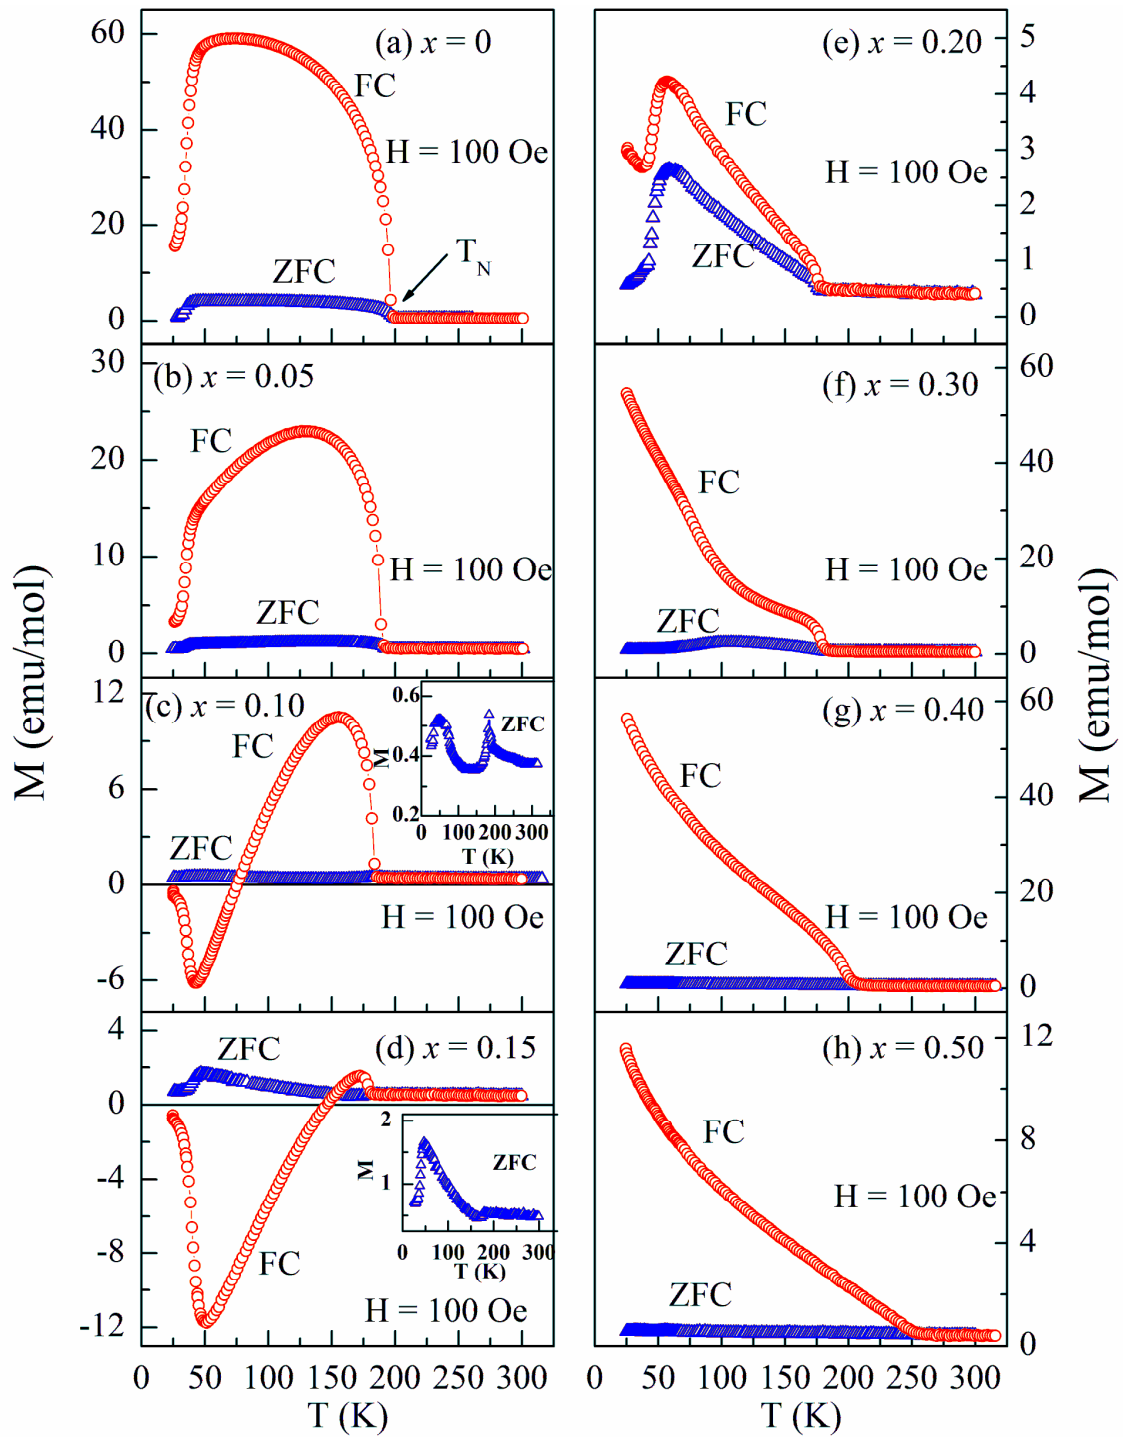 (a) x = 0
FC
H = 100 Oe
ZFC
T_N
60
40
20
0
(b) x = 0.05
FC
H = 100 Oe
ZFC
30
20
10
0
(c) x = 0.10
FC
ZFC
H = 100 Oe
12
6
0
-6
0.6
0.4
0.2
M
ZFC
0 100 200 300
T (K)
(d) x = 0.15
ZFC
FC
H = 100 Oe
4
0
-4
-8
-12
2
1
M
ZFC
0 100 200 300
T (K)
0 50 100 150 200 250 300
T (K)
M (emu/mol)
(e) x = 0.20
FC
H = 100 Oe
ZFC
5
4
3
2
1
0
(f) x = 0.30
FC
H = 100 Oe
ZFC
60
40
20
0
(g) x = 0.40
FC
H = 100 Oe
ZFC
60
40
20
0
(h) x = 0.50
FC
H = 100 Oe
ZFC
12
8
4
0
0 50 100 150 200 250 300
T (K)
M (emu/mol)